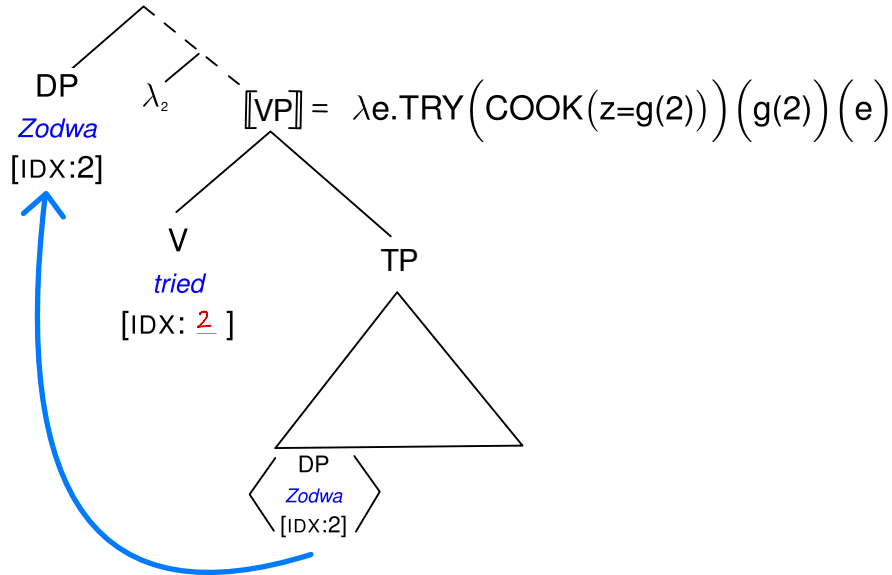 DP
Zodwa
[IDX:2]
λ₂
⟦VP⟧ = λe.TRY(COOK(z=g(2)))(g(2))(e)
V
tried
[IDX: 2 ]
TP
DP
Zodwa
[IDX:2]